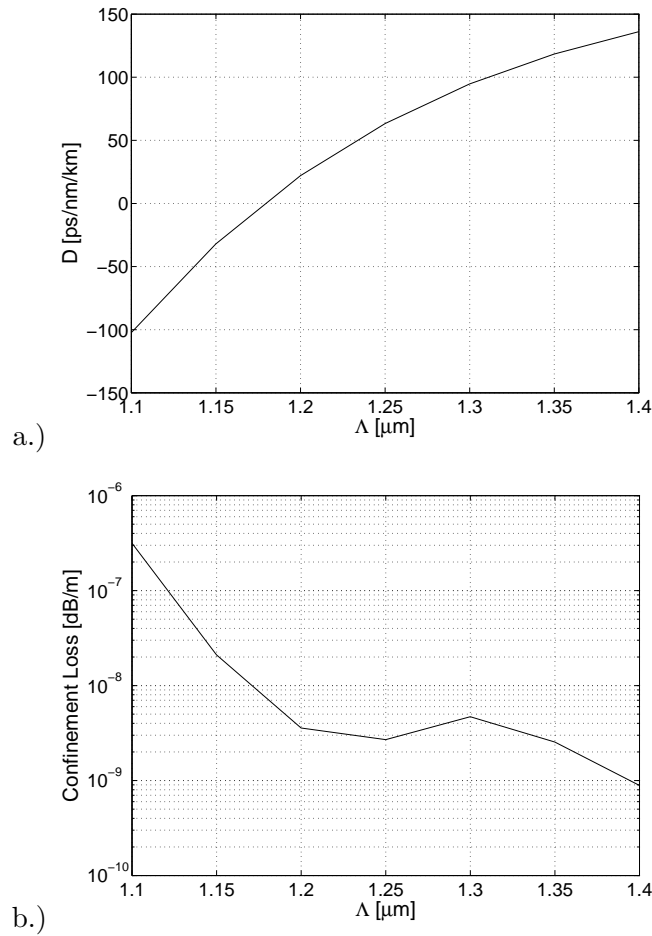 150
100
50
0
−50
−100
−150
D [ps/nm/km]
1.1 1.15 1.2 1.25 1.3 1.35 1.4
Λ [μm]
a.)
10⁻⁶
10⁻⁷
10⁻⁸
10⁻⁹
10⁻¹⁰
Confinement Loss [dB/m]
1.1 1.15 1.2 1.25 1.3 1.35 1.4
Λ [μm]
b.)